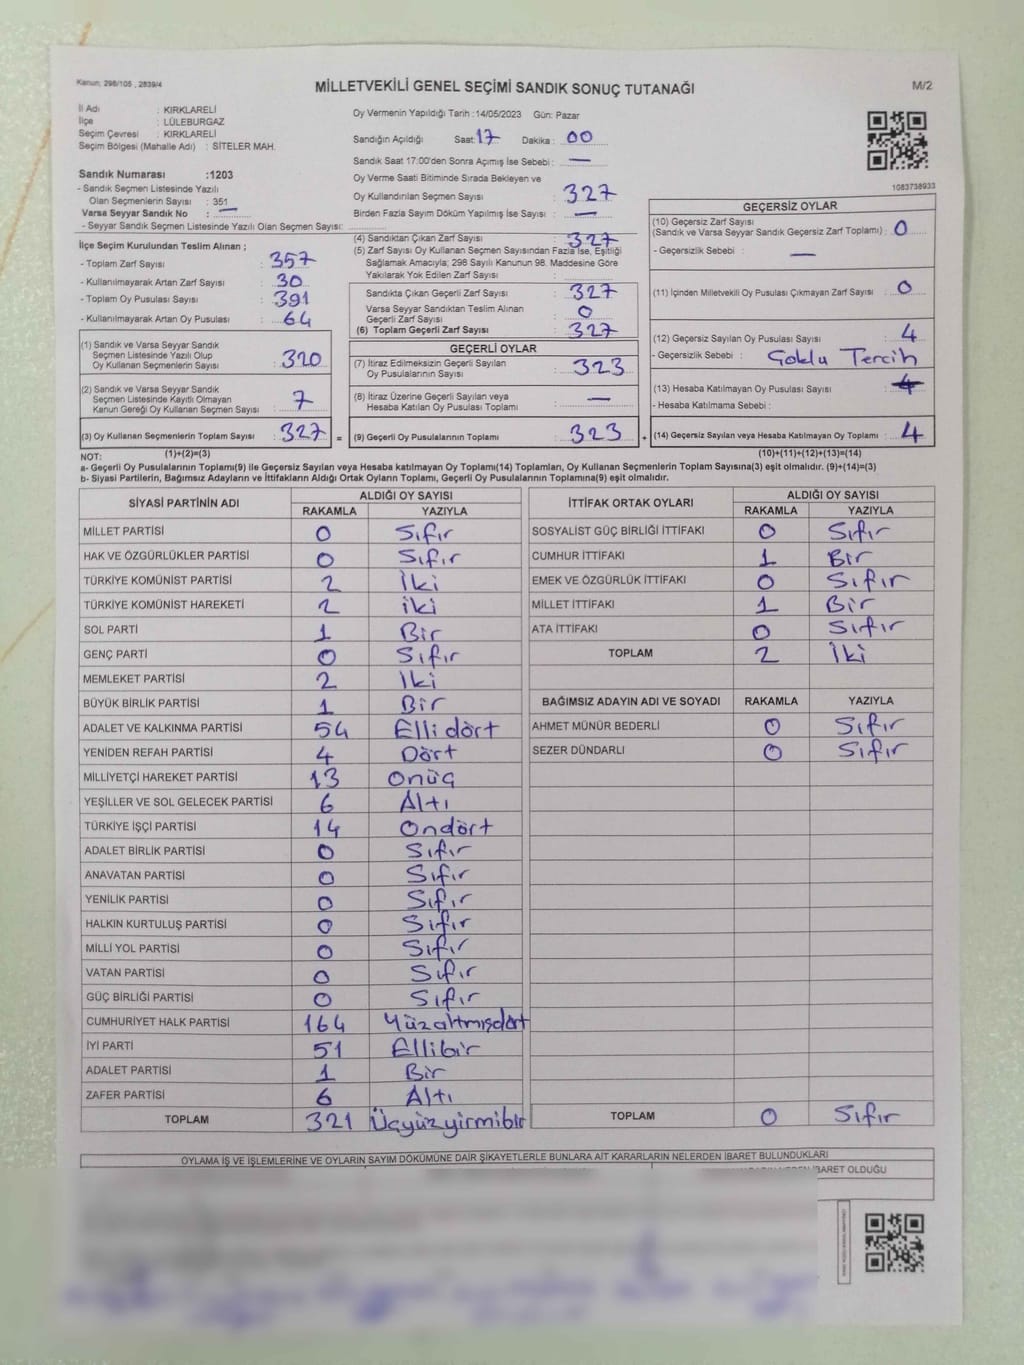 Kanun; 298/105 , 2839/4
MİLLETVEKİLİ GENEL SEÇİMİ SANDIK SONUÇ TUTANAĞI
M/2
İl Adı : KIRKLARELİ
İlçe : LÜLEBURGAZ
Seçim Çevresi : KIRKLARELİ
Seçim Bölgesi (Mahalle Adı) : SİTELER MAH.
Sandık Numarası :1203
- Sandık Seçmen Listesinde Yazılı
Olan Seçmenlerin Sayısı : 351
Varsa Seyyar Sandık No : —
- Seyyar Sandık Seçmen Listesinde Yazılı Olan Seçmen Sayısı:
İlçe Seçim Kurulundan Teslim Alınan ;
- Toplam Zarf Sayısı : 357
- Kullanılmayarak Artan Zarf Sayısı : 30
- Toplam Oy Pusulası Sayısı : 391
- Kullanılmayarak Artan Oy Pusulası : 64
(1) Sandık ve Varsa Seyyar Sandık
Seçmen Listesinde Yazılı Olup
Oy Kullanan Seçmenlerin Sayısı : 320
(2) Sandık ve Varsa Seyyar Sandık
Seçmen Listesinde Kayıtlı Olmayan
Kanun Gereği Oy Kullanan Seçmen Sayısı : 7
(3) Oy Kullanan Seçmenlerin Toplam Sayısı : 327 =
Oy Vermenin Yapıldığı Tarih :14/05/2023 Gün: Pazar
Sandığın Açıldığı Saat: 17 Dakika : 00
Sandık Saat 17:00'den Sonra Açımış İse Sebebi : —
Oy Verme Saati Bitiminde Sırada Bekleyen ve
Oy Kullandırılan Seçmen Sayısı : 327
Birden Fazla Sayım Döküm Yapılmış İse Sayısı : —
(4) Sandıktan Çıkan Zarf Sayısı : 327
(5) Zarf Sayısı Oy Kullanan Seçmen Sayısından Fazla İse, Eşitliği
Sağlamak Amacıyla; 298 Sayılı Kanunun 98. Maddesine Göre
Yakılarak Yok Edilen Zarf Sayısı :
Sandıkta Çıkan Geçerli Zarf Sayısı : 327
Varsa Seyyar Sandıktan Teslim Alınan
Geçerli Zarf Sayısı : 0
(6) Toplam Geçerli Zarf Sayısı : 327
GEÇERLİ OYLAR
(7) İtiraz Edilmeksizin Geçerli Sayılan
Oy Pusulalarının Sayısı : 323
(8) İtiraz Üzerine Geçerli Sayılan veya
Hesaba Katılan Oy Pusulası Toplamı : —
(9) Geçerli Oy Pusulalarının Toplamı : 323 +
1083738933
GEÇERSİZ OYLAR
(10) Geçersiz Zarf Sayısı
(Sandık ve Varsa Seyyar Sandık Geçersiz Zarf Toplamı) : 0
- Geçersizlik Sebebi : —
(11) İçinden Milletvekili Oy Pusulası Çıkmayan Zarf Sayısı : 0
(12) Geçersiz Sayılan Oy Pusulası Sayısı : 4
- Geçersizlik Sebebi : Çoklu Tercih
(13) Hesaba Katılmayan Oy Pusulası Sayısı : 4
- Hesaba Katılmama Sebebi :
(14) Geçersiz Sayılan veya Hesaba Katılmayan Oy Toplamı : 4
NOT: (1)+(2)=(3) (10)+(11)+(12)+(13)=(14)
a- Geçerli Oy Pusulalarının Toplamı(9) ile Geçersiz Sayılan veya Hesaba katılmayan Oy Toplamı(14) Toplamları, Oy Kullanan Seçmenlerin Toplam Sayısına(3) eşit olmalıdır. (9)+(14)=(3)
b- Siyasi Partilerin, Bağımsız Adayların ve İttifakların Aldığı Ortak Oyların Toplamı, Geçerli Oy Pusulalarının Toplamına(9) eşit olmalıdır.
SİYASİ PARTİNİN ADI ALDIĞI OY SAYISI
RAKAMLA YAZIYLA
MİLLET PARTİSİ 0 Sıfır
HAK VE ÖZGÜRLÜKLER PARTİSİ 0 Sıfır
TÜRKİYE KOMÜNİST PARTİSİ 2 İki
TÜRKİYE KOMÜNİST HAREKETİ 2 iki
SOL PARTİ 1 Bir
GENÇ PARTİ 0 Sıfır
MEMLEKET PARTİSİ 2 İki
BÜYÜK BİRLİK PARTİSİ 1 Bir
ADALET VE KALKINMA PARTİSİ 54 Elli dört
YENİDEN REFAH PARTİSİ 4 Dört
MİLLİYETÇİ HAREKET PARTİSİ 13 Onüç
YEŞİLLER VE SOL GELECEK PARTİSİ 6 Altı
TÜRKİYE İŞÇİ PARTİSİ 14 Ondört
ADALET BİRLİK PARTİSİ 0 Sıfır
ANAVATAN PARTİSİ 0 Sıfır
YENİLİK PARTİSİ 0 Sıfır
HALKIN KURTULUŞ PARTİSİ 0 Sıfır
MİLLİ YOL PARTİSİ 0 Sıfır
VATAN PARTİSİ 0 Sıfır
GÜÇ BİRLİĞİ PARTİSİ 0 Sıfır
CUMHURİYET HALK PARTİSİ 164 Yüzaltmışdört
İYİ PARTİ 51 Ellibir
ADALET PARTİSİ 1 Bir
ZAFER PARTİSİ 6 Altı
TOPLAM 321 Üçyüzyirmibir
İTTİFAK ORTAK OYLARI ALDIĞI OY SAYISI
RAKAMLA YAZIYLA
SOSYALİST GÜÇ BİRLİĞİ İTTİFAKI 0 Sıfır
CUMHUR İTTİFAKI 1 Bir
EMEK VE ÖZGÜRLÜK İTTİFAKI 0 Sıfır
MİLLET İTTİFAKI 1 Bir
ATA İTTİFAKI 0 Sıfır
TOPLAM 2 İki
BAĞIMSIZ ADAYIN ADI VE SOYADI RAKAMLA YAZIYLA
AHMET MÜNÜR BEDERLİ 0 Sıfır
SEZER DÜNDARLI 0 Sıfır
TOPLAM 0 Sıfır
OYLAMA İŞ VE İŞLEMLERİNE VE OYLARIN SAYIM DÖKÜMÜNE DAİR ŞİKAYETLERLE BUNLARA AİT KARARLARIN NELERDEN İBARET BULUNDUKLARI
İBARET OLDUĞU